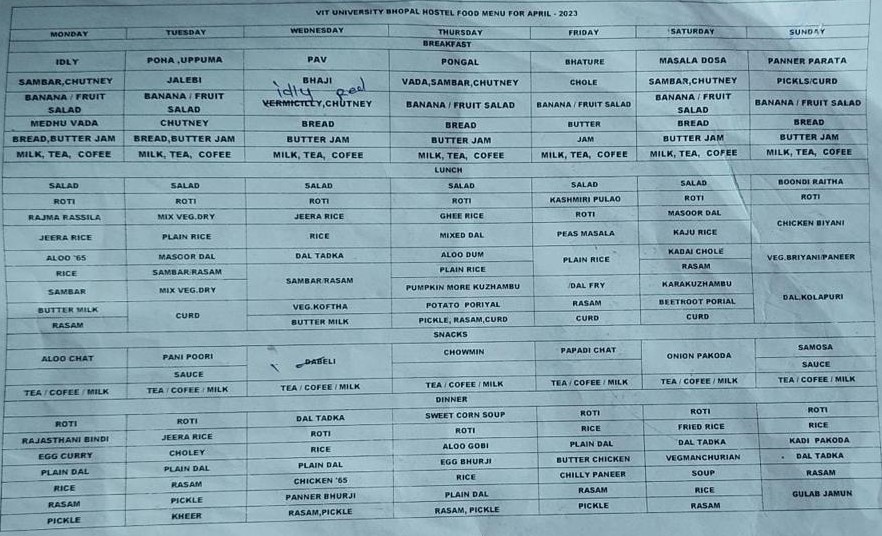 VIT UNIVERSITY BHOPAL HOSTEL FOOD MENU FOR APRIL - 2023
MONDAY TUESDAY WEDNESDAY THURSDAY FRIDAY SATURDAY SUNDAY
BREAKFAST
IDLY POHA ,UPPUMA PAV PONGAL BHATURE MASALA DOSA PANNER PARATA
SAMBAR,CHUTNEY JALEBI BHAJI VADA,SAMBAR,CHUTNEY CHOLE SAMBAR,CHUTNEY PICKLS/CURD
idly
BANANA / FRUIT SALAD BANANA / FRUIT SALAD VERMICILLY,CHUTNEY BANANA / FRUIT SALAD BANANA / FRUIT SALAD BANANA / FRUIT SALAD BANANA / FRUIT SALAD
MEDHU VADA CHUTNEY BREAD BREAD BUTTER BREAD BREAD
BREAD,BUTTER JAM BREAD,BUTTER JAM BUTTER JAM BUTTER JAM JAM BUTTER JAM BUTTER JAM
MILK, TEA, COFEE MILK, TEA, COFEE MILK, TEA, COFEE MILK, TEA, COFEE MILK, TEA, COFEE MILK, TEA, COFEE MILK, TEA, COFEE
LUNCH
SALAD SALAD SALAD SALAD SALAD SALAD BOONDI RAITHA
ROTI ROTI ROTI ROTI KASHMIRI PULAO ROTI ROTI
RAJMA RASSILA MIX VEG.DRY JEERA RICE GHEE RICE ROTI MASOOR DAL CHICKEN BIYANI
JEERA RICE PLAIN RICE RICE MIXED DAL PEAS MASALA KAJU RICE
ALOO '65 MASOOR DAL DAL TADKA ALOO DUM PLAIN RICE KADAI CHOLE VEG.BRIYANI/PANEER
RICE SAMBAR/RASAM SAMBAR/RASAM PLAIN RICE RASAM
SAMBAR MIX VEG.DRY PUMPKIN MORE KUZHAMBU /DAL FRY KARAKUZHAMBU DAL,KOLAPURI
BUTTER MILK CURD VEG.KOFTHA POTATO PORIYAL RASAM BEETROOT PORIAL
RASAM BUTTER MILK PICKLE, RASAM,CURD CURD CURD
SNACKS
ALOO CHAT PANI POORI DABELI CHOWMIN PAPADI CHAT ONION PAKODA SAMOSA
SAUCE SAUCE
TEA / COFEE / MILK TEA / COFEE / MILK TEA / COFEE / MILK TEA / COFEE / MILK TEA / COFEE / MILK TEA / COFEE / MILK TEA / COFEE / MILK
DINNER
ROTI ROTI DAL TADKA SWEET CORN SOUP ROTI ROTI ROTI
RAJASTHANI BINDI JEERA RICE ROTI ROTI RICE FRIED RICE RICE
EGG CURRY CHOLEY RICE ALOO GOBI PLAIN DAL DAL TADKA KADI PAKODA
PLAIN DAL PLAIN DAL PLAIN DAL EGG BHURJI BUTTER CHICKEN VEGMANCHURIAN DAL TADKA
RICE RASAM CHICKEN '65 RICE CHILLY PANEER SOUP RASAM
RASAM PICKLE PANNER BHURJI PLAIN DAL RASAM RICE GULAB JAMUN
PICKLE KHEER RASAM,PICKLE RASAM, PICKLE PICKLE RASAM